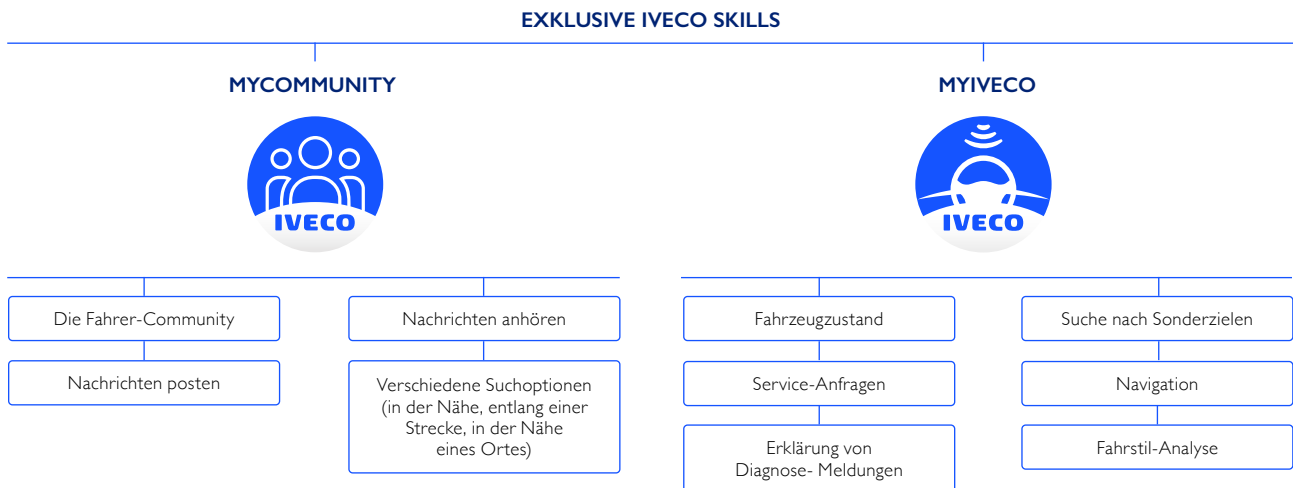 EXKLUSIVE IVECO SKILLS
MYCOMMUNITY
IVECO
Die Fahrer-Community
Nachrichten posten
Nachrichten anhören
Verschiedene Suchoptionen
(in der Nähe, entlang einer
Strecke, in der Nähe
eines Ortes)
MYIVECO
IVECO
Fahrzeugzustand
Service-Anfragen
Erklärung von
Diagnose- Meldungen
Suche nach Sonderzielen
Navigation
Fahrstil-Analyse